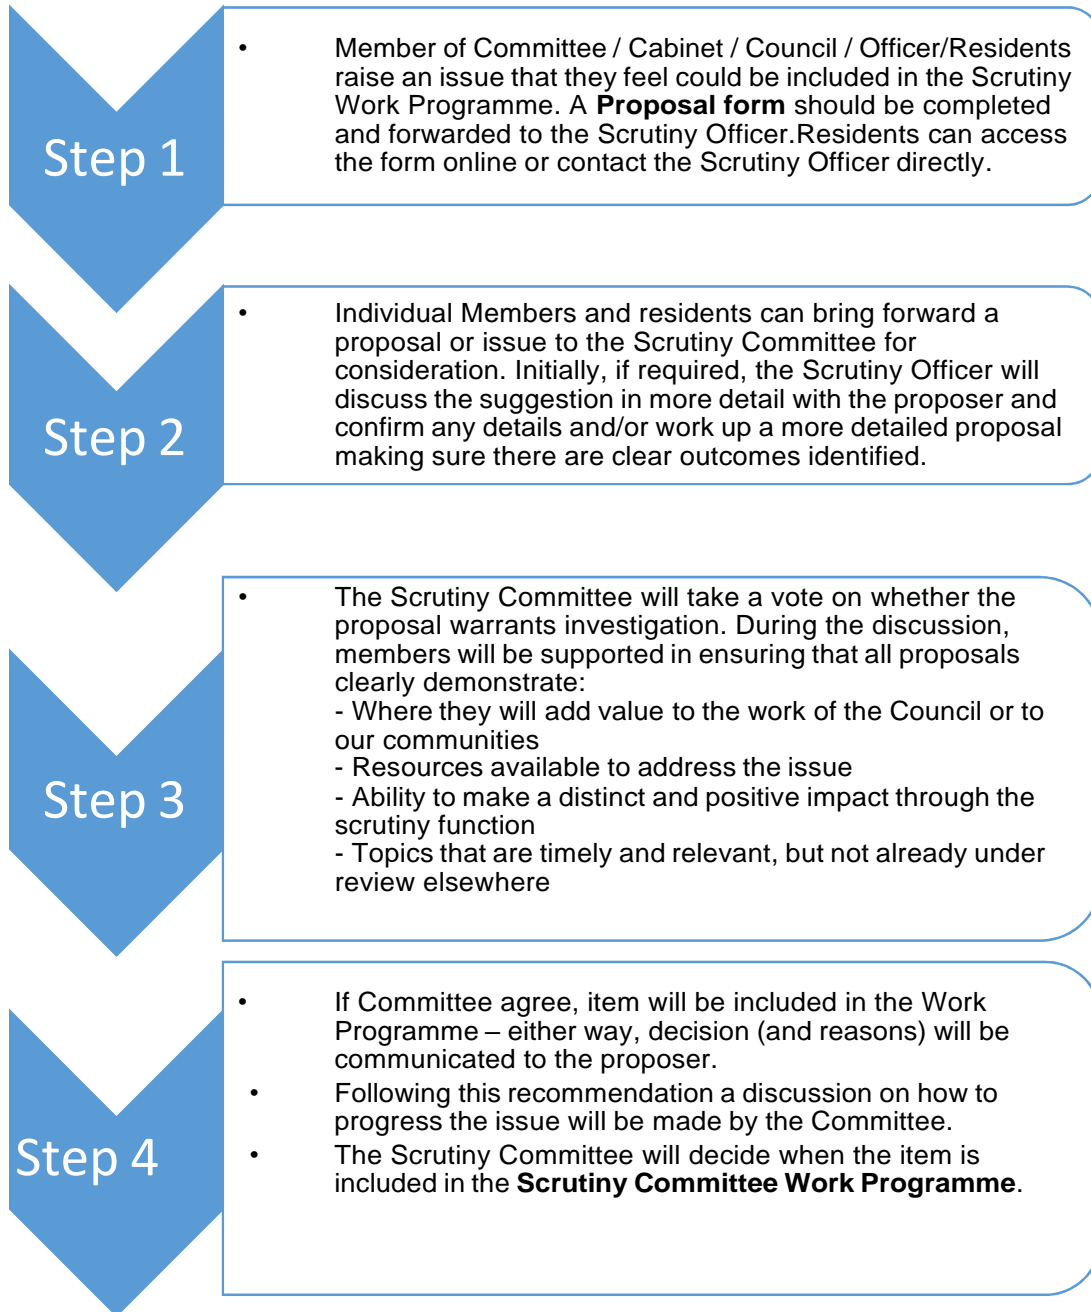 Step 1
• Member of Committee / Cabinet / Council / Officer/Residents
raise an issue that they feel could be included in the Scrutiny
Work Programme. A Proposal form should be completed
and forwarded to the Scrutiny Officer.Residents can access
the form online or contact the Scrutiny Officer directly.
Step 2
• Individual Members and residents can bring forward a
proposal or issue to the Scrutiny Committee for
consideration. Initially, if required, the Scrutiny Officer will
discuss the suggestion in more detail with the proposer and
confirm any details and/or work up a more detailed proposal
making sure there are clear outcomes identified.
Step 3
• The Scrutiny Committee will take a vote on whether the
proposal warrants investigation. During the discussion,
members will be supported in ensuring that all proposals
clearly demonstrate:
- Where they will add value to the work of the Council or to
our communities
- Resources available to address the issue
- Ability to make a distinct and positive impact through the
scrutiny function
- Topics that are timely and relevant, but not already under
review elsewhere
Step 4
• If Committee agree, item will be included in the Work
Programme – either way, decision (and reasons) will be
communicated to the proposer.
• Following this recommendation a discussion on how to
progress the issue will be made by the Committee.
• The Scrutiny Committee will decide when the item is
included in the Scrutiny Committee Work Programme.